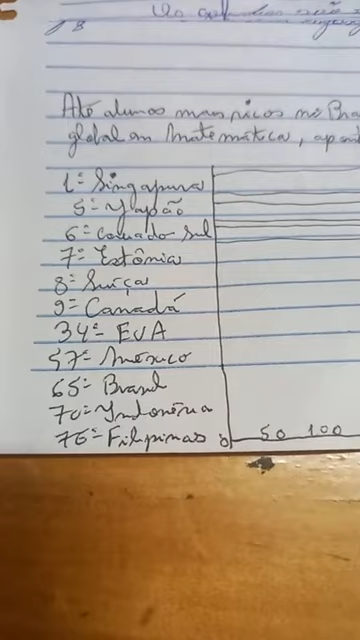 Até alunos mais ricos no Bra
global em Matemática, apon
1º Singapura
5º Japão
6º Coreia do Sul
7º Estônia
8º Suíça
9º Canadá
34º EUA
57º México
65º Brasil
70º Indonésia
76º Filipinas 0 50 100